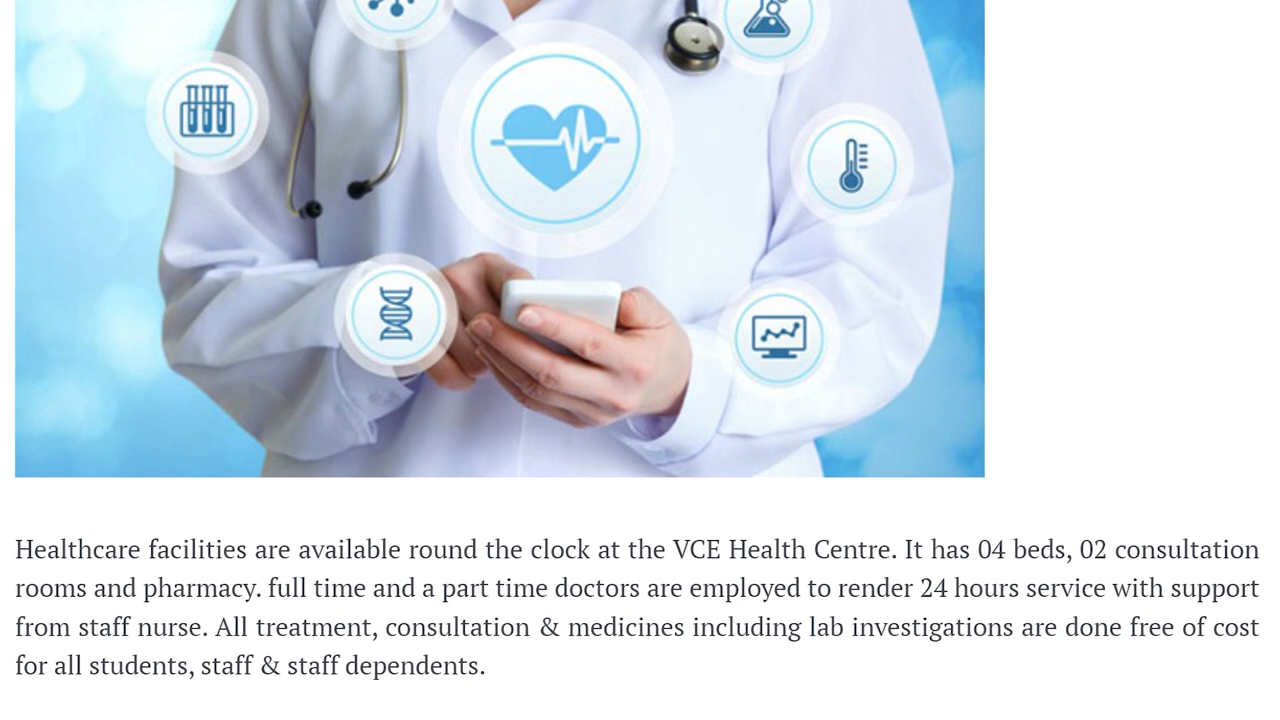 Healthcare facilities are available round the clock at the VCE Health Centre. It has 04 beds, 02 consultation
rooms and pharmacy. full time and a part time doctors are employed to render 24 hours service with support
from staff nurse. All treatment, consultation & medicines including lab investigations are done free of cost
for all students, staff & staff dependents.